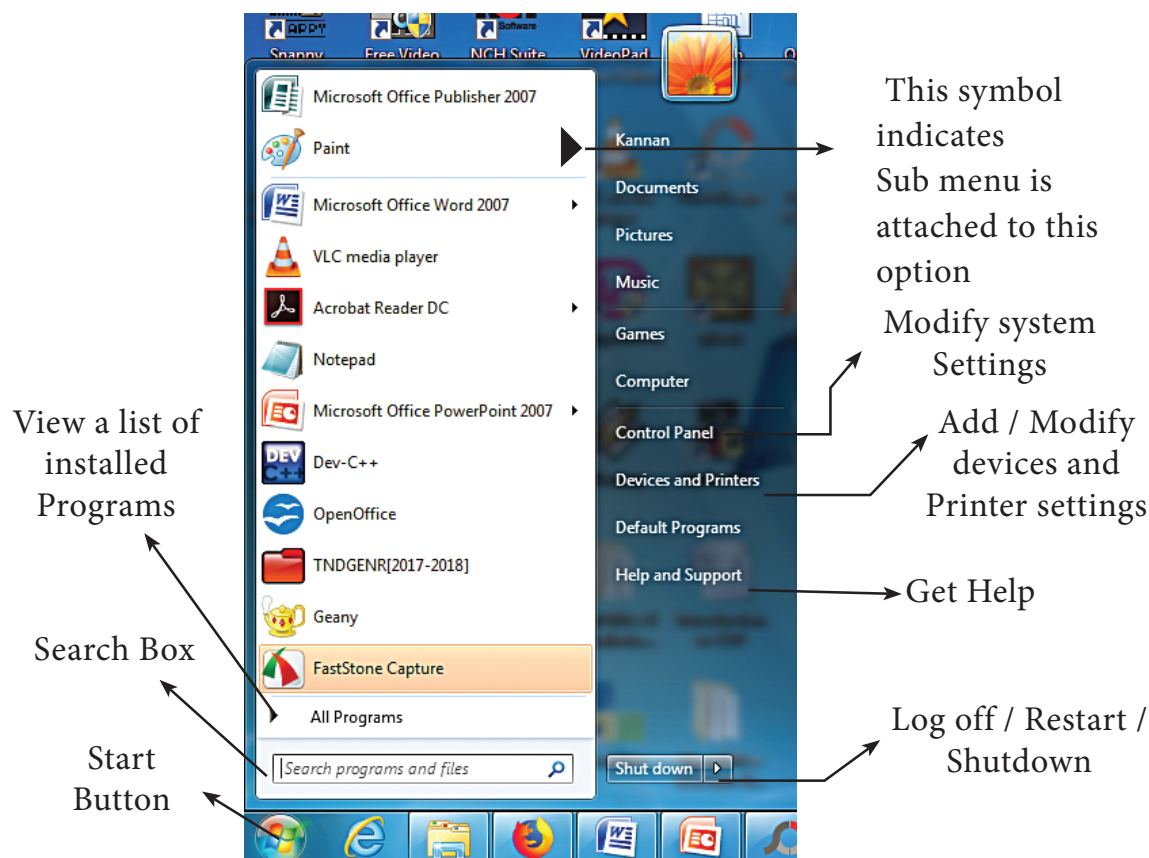 APPY
Software
Snappy
Free Video
NCH Suite
VideoPad
Microsoft Office Publisher 2007
Paint
Microsoft Office Word 2007
VLC media player
Acrobat Reader DC
Notepad
Microsoft Office PowerPoint 2007
DEV
C++
Dev-C++
OpenOffice
TNDGENR[2017-2018]
Geany
FastStone Capture
All Programs
Search programs and files
Kannan
Documents
Pictures
Music
Games
Computer
Control Panel
Devices and Printers
Default Programs
Help and Support
Shut down
This symbol
indicates
Sub menu is
attached to this
option
Modify system
Settings
Add / Modify
devices and
Printer settings
Get Help
Log off / Restart /
Shutdown
View a list of
installed
Programs
Search Box
Start
Button